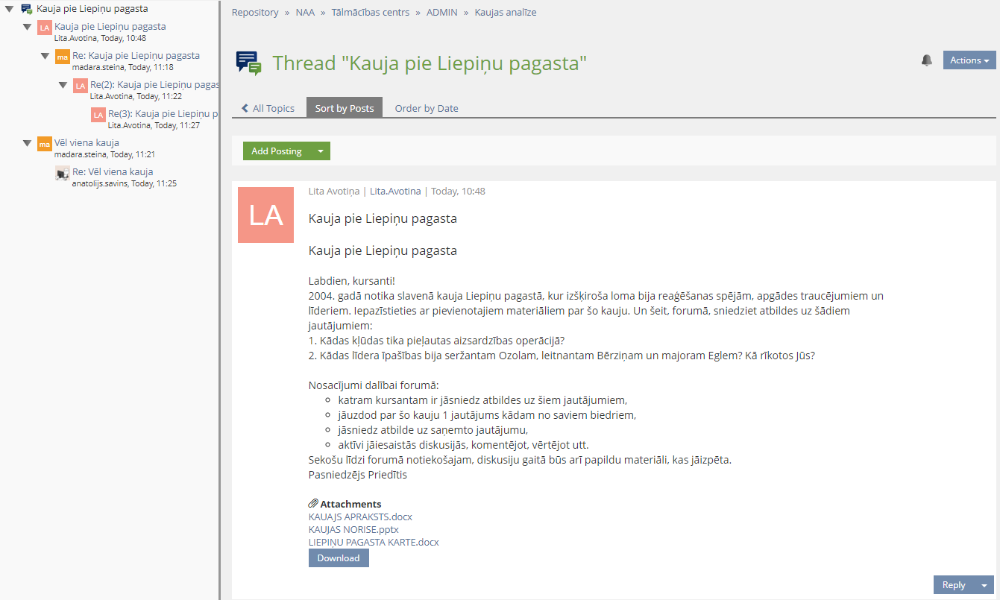 Kauja pie Liepiņu pagasta
LA
Kauja pie Liepiņu pagasta
Lita.Avotina, Today, 10:48
ma
Re: Kauja pie Liepiņu pagasta
madara.steina, Today, 11:18
LA
Re(2): Kauja pie Liepiņu pagas
Lita.Avotina, Today, 11:22
LA
Re(3): Kauja pie Liepiņu p
Lita.Avotina, Today, 11:27
ma
Vēl viena kauja
madara.steina, Today, 11:21
Re: Vēl viena kauja
anatolijs.savins, Today, 11:25
Repository » NAA » Tālmācības centrs » ADMIN » Kaujas analīze
Thread "Kauja pie Liepiņu pagasta"
Actions
All Topics
Sort by Posts
Order by Date
Add Posting
LA
Lita Avotiņa | Lita.Avotina | Today, 10:48
Kauja pie Liepiņu pagasta
Kauja pie Liepiņu pagasta
Labdien, kursanti!
2004. gadā notika slavenā kauja Liepiņu pagastā, kur izšķiroša loma bija reaģēšanas spējām, apgādes traucējumiem un
līderiem. Iepazīstieties ar pievienotajiem materiāliem par šo kauju. Un šeit, forumā, sniedziet atbildes uz šādiem
jautājumiem:
1. Kādas kļūdas tika pieļautas aizsardzības operācijā?
2. Kādas līdera īpašības bija seržantam Ozolam, leitnantam Bērziņam un majoram Eglem? Kā rīkotos Jūs?
Nosacījumi dalībai forumā:
katram kursantam ir jāsniedz atbildes uz šiem jautājumiem,
jāuzdod par šo kauju 1 jautājums kādam no saviem biedriem,
jāsniedz atbilde uz saņemto jautājumu,
aktīvi jāiesaistās diskusijās, komentējot, vērtējot utt.
Sekošu līdzi forumā notiekošajam, diskusiju gaitā būs arī papildu materiāli, kas jāizpēta.
Pasniedzējs Priedītis
Attachments
KAUAJS APRAKSTS.docx
KAUJAS NORISE.pptx
LIEPIŅU PAGASTA KARTE.docx
Download
Reply